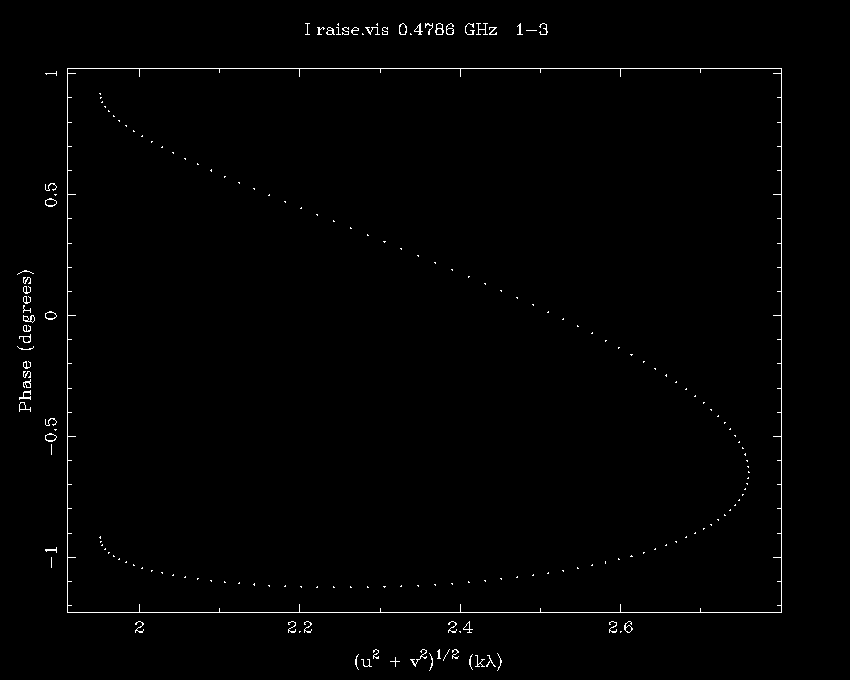 I raise.vis 0.4786 GHz 1−3
1
0.5
0
−0.5
−1
Phase (degrees)
2 2.2 2.4 2.6
(u² + v²)^1/2 (kλ)